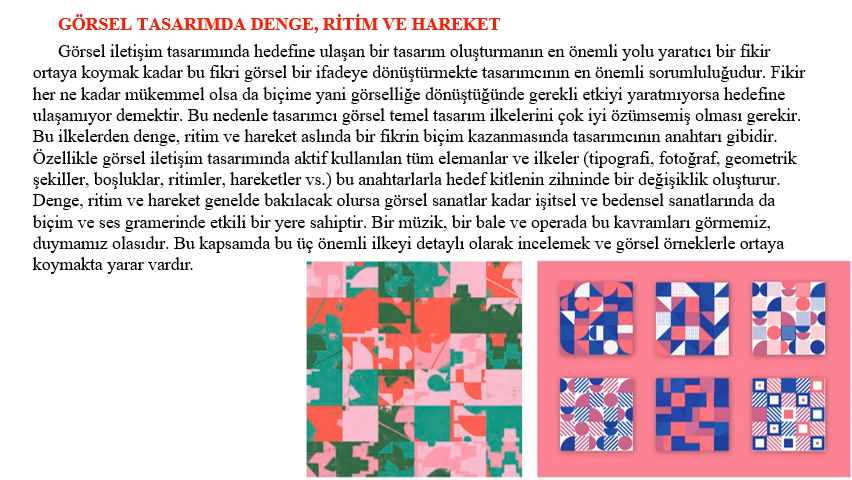 GÖRSEL TASARIMDA DENGE, RİTİM VE HAREKET
Görsel iletişim tasarımında hedefine ulaşan bir tasarım oluşturmanın en önemli yolu yaratıcı bir fikir
ortaya koymak kadar bu fikri görsel bir ifadeye dönüştürmekte tasarımcının en önemli sorumluluğudur. Fikir
her ne kadar mükemmel olsa da biçime yani görselliğe dönüştüğünde gerekli etkiyi yaratmıyorsa hedefine
ulaşamıyor demektir. Bu nedenle tasarımcı görsel temel tasarım ilkelerini çok iyi özümsemiş olması gerekir.
Bu ilkelerden denge, ritim ve hareket aslında bir fikrin biçim kazanmasında tasarımcının anahtarı gibidir.
Özellikle görsel iletişim tasarımında aktif kullanılan tüm elemanlar ve ilkeler (tipografi, fotoğraf, geometrik
şekiller, boşluklar, ritimler, hareketler vs.) bu anahtarlarla hedef kitlenin zihninde bir değişiklik oluşturur.
Denge, ritim ve hareket genelde bakılacak olursa görsel sanatlar kadar işitsel ve bedensel sanatlarında da
biçim ve ses gramerinde etkili bir yere sahiptir. Bir müzik, bir bale ve operada bu kavramları görmemiz,
duymamız olasıdır. Bu kapsamda bu üç önemli ilkeyi detaylı olarak incelemek ve görsel örneklerle ortaya
koymakta yarar vardır.